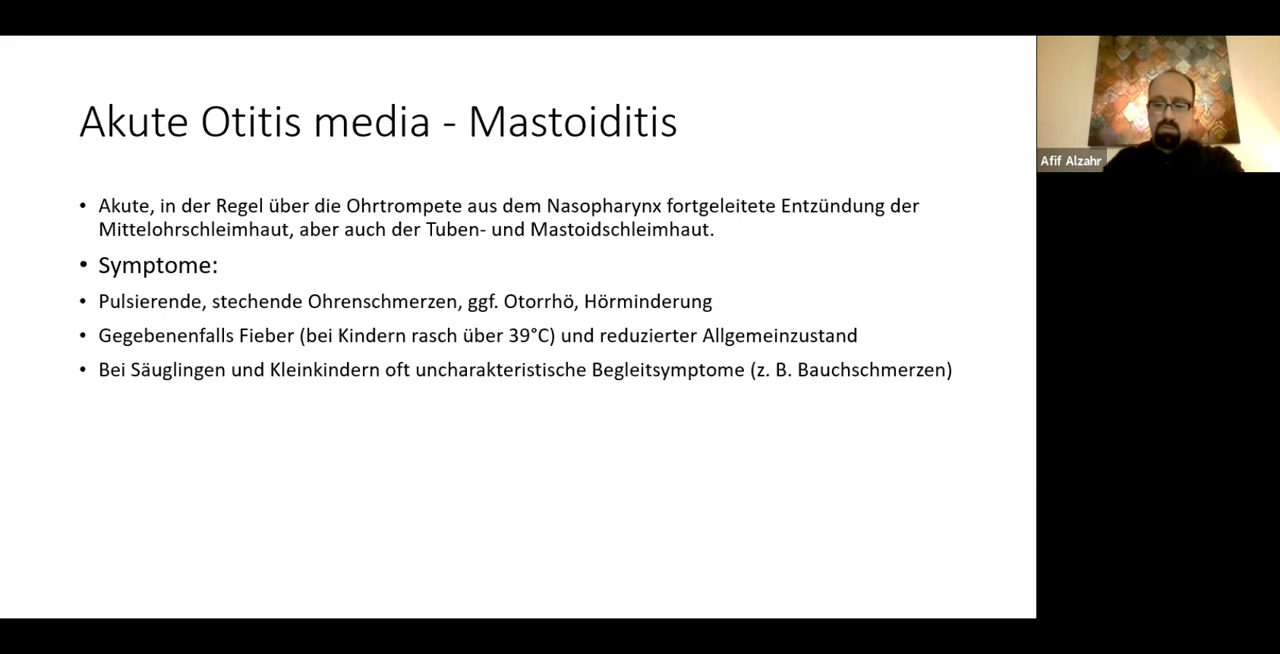 Akute Otitis media - Mastoiditis
• Akute, in der Regel über die Ohrtrompete aus dem Nasopharynx fortgeleitete Entzündung der
Mittelohrschleimhaut, aber auch der Tuben- und Mastoidschleimhaut.
• Symptome:
• Pulsierende, stechende Ohrenschmerzen, ggf. Otorrhö, Hörminderung
• Gegebenenfalls Fieber (bei Kindern rasch über 39°C) und reduzierter Allgemeinzustand
• Bei Säuglingen und Kleinkindern oft uncharakteristische Begleitsymptome (z. B. Bauchschmerzen)
Afif Alzahr